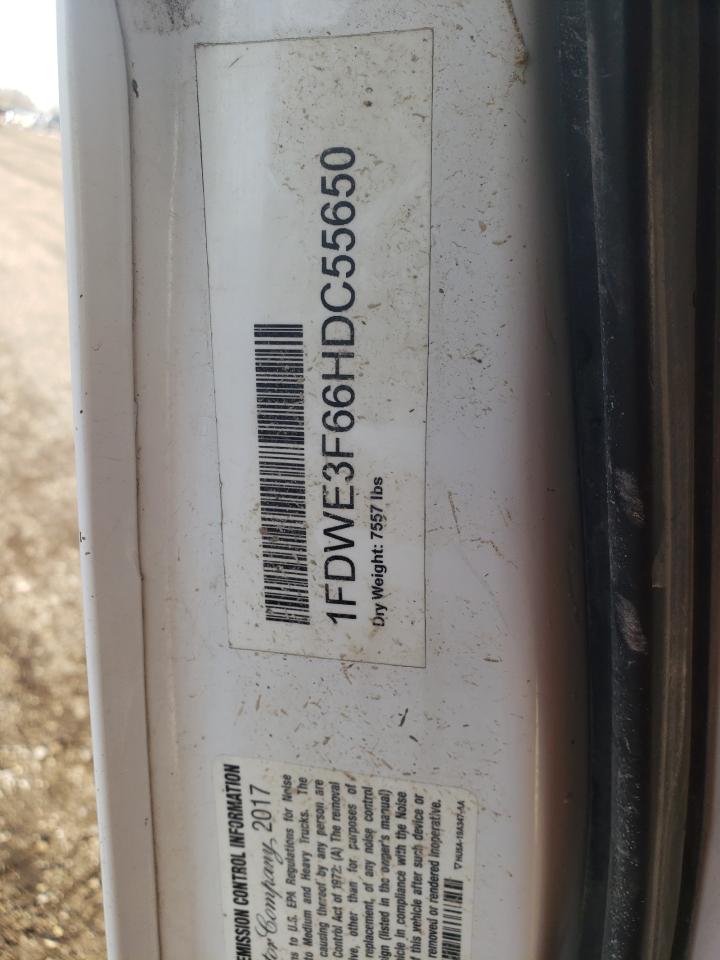 1FDWE3F66HDC55650
Dry Weight: 7557 lbs
EMISSION CONTROL INFORMATION
Company, 2017
to U.S. EPA Regulations for Noise
to Medium and Heavy Trucks. The
causing thereof by any person are
Control Act of 1972: (A) The removal
other than for purposes of
replacement, of any noise control
(listed in the owner's manual)
in compliance with the Noise
this vehicle after such device or
removed or rendered inoperative.
HU5A-19A347-AA